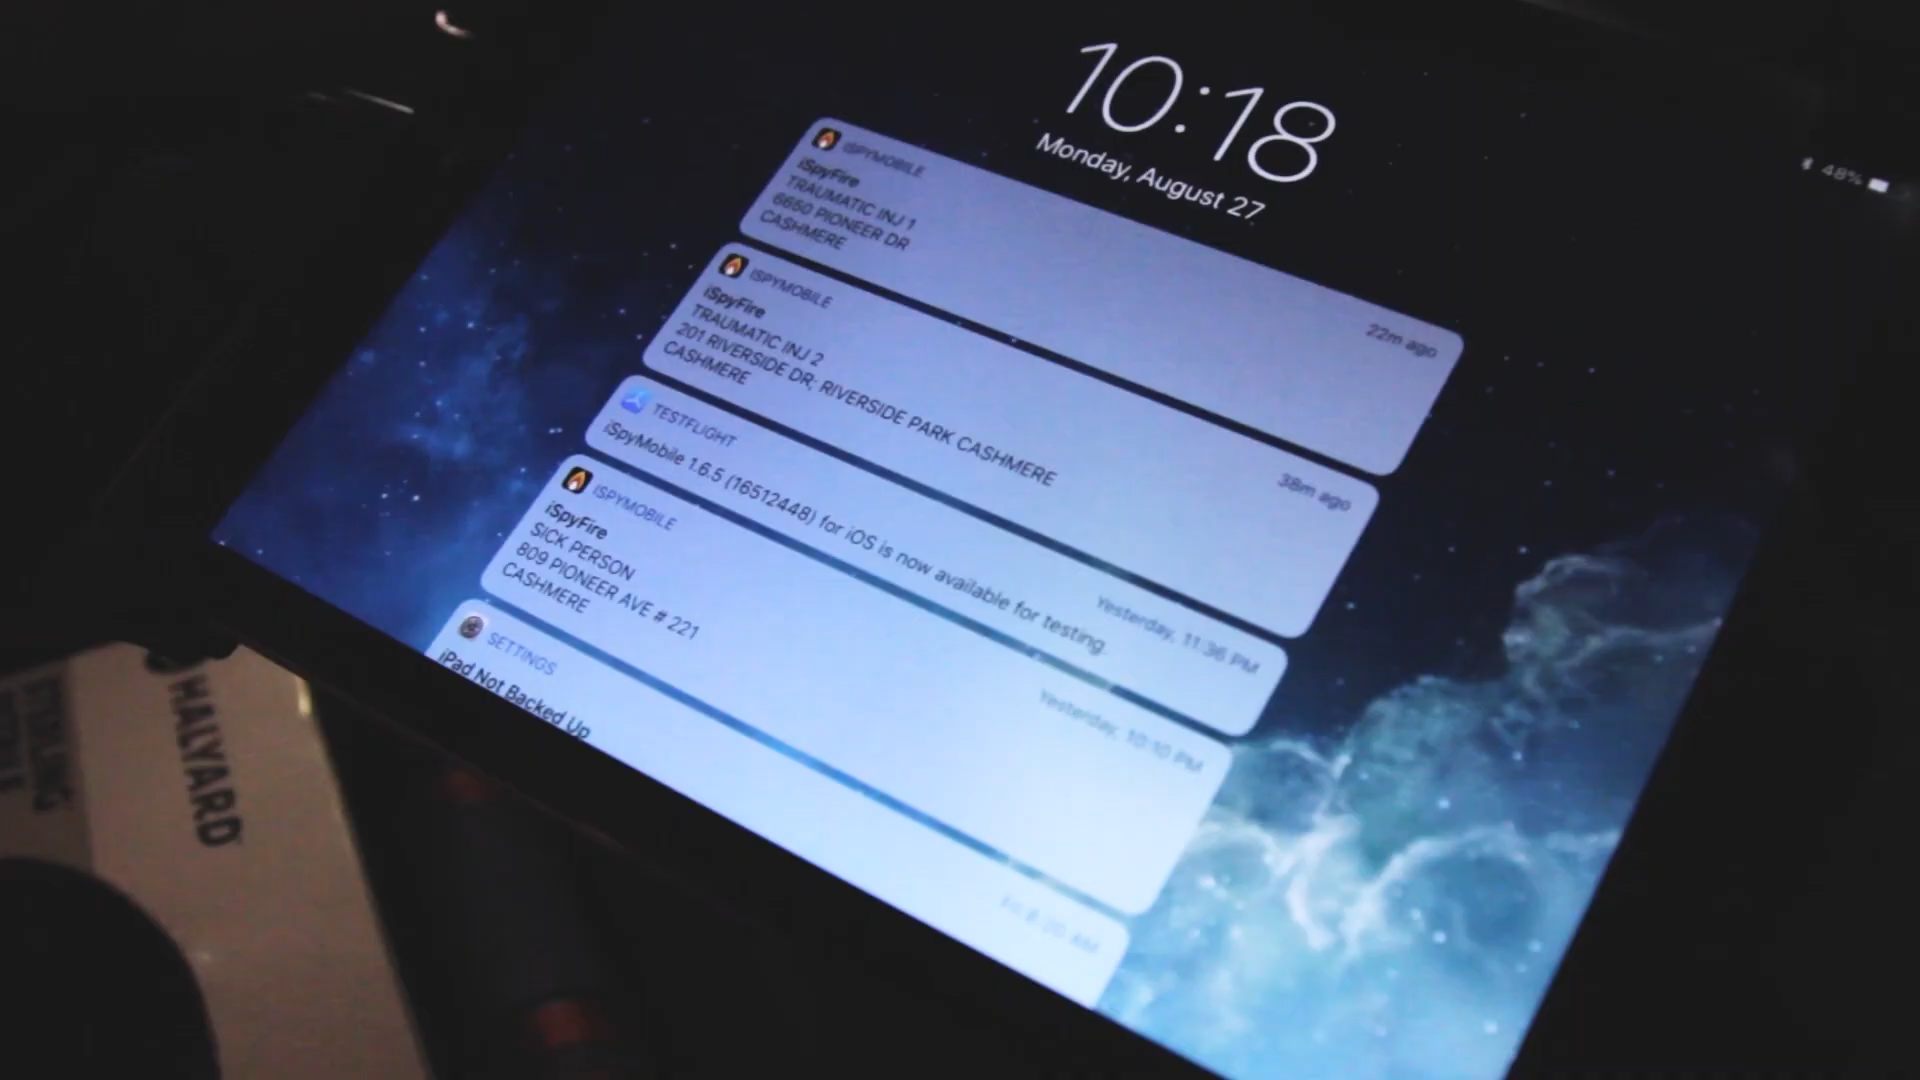 10:18
Monday, August 27
48%
ISPYMOBILE
22m ago
iSpyFire
TRAUMATIC INJ 1
6650 PIONEER DR
CASHMERE
ISPYMOBILE
38m ago
iSpyFire
TRAUMATIC INJ 2
201 RIVERSIDE DR; RIVERSIDE PARK CASHMERE
CASHMERE
TESTFLIGHT
Yesterday, 11:36 PM
iSpyMobile 1.6.5 (16512448) for iOS is now available for testing.
ISPYMOBILE
Yesterday, 10:10 PM
iSpyFire
SICK PERSON
809 PIONEER AVE # 221
CASHMERE
SETTINGS
iPad Not Backed Up
HALYARD